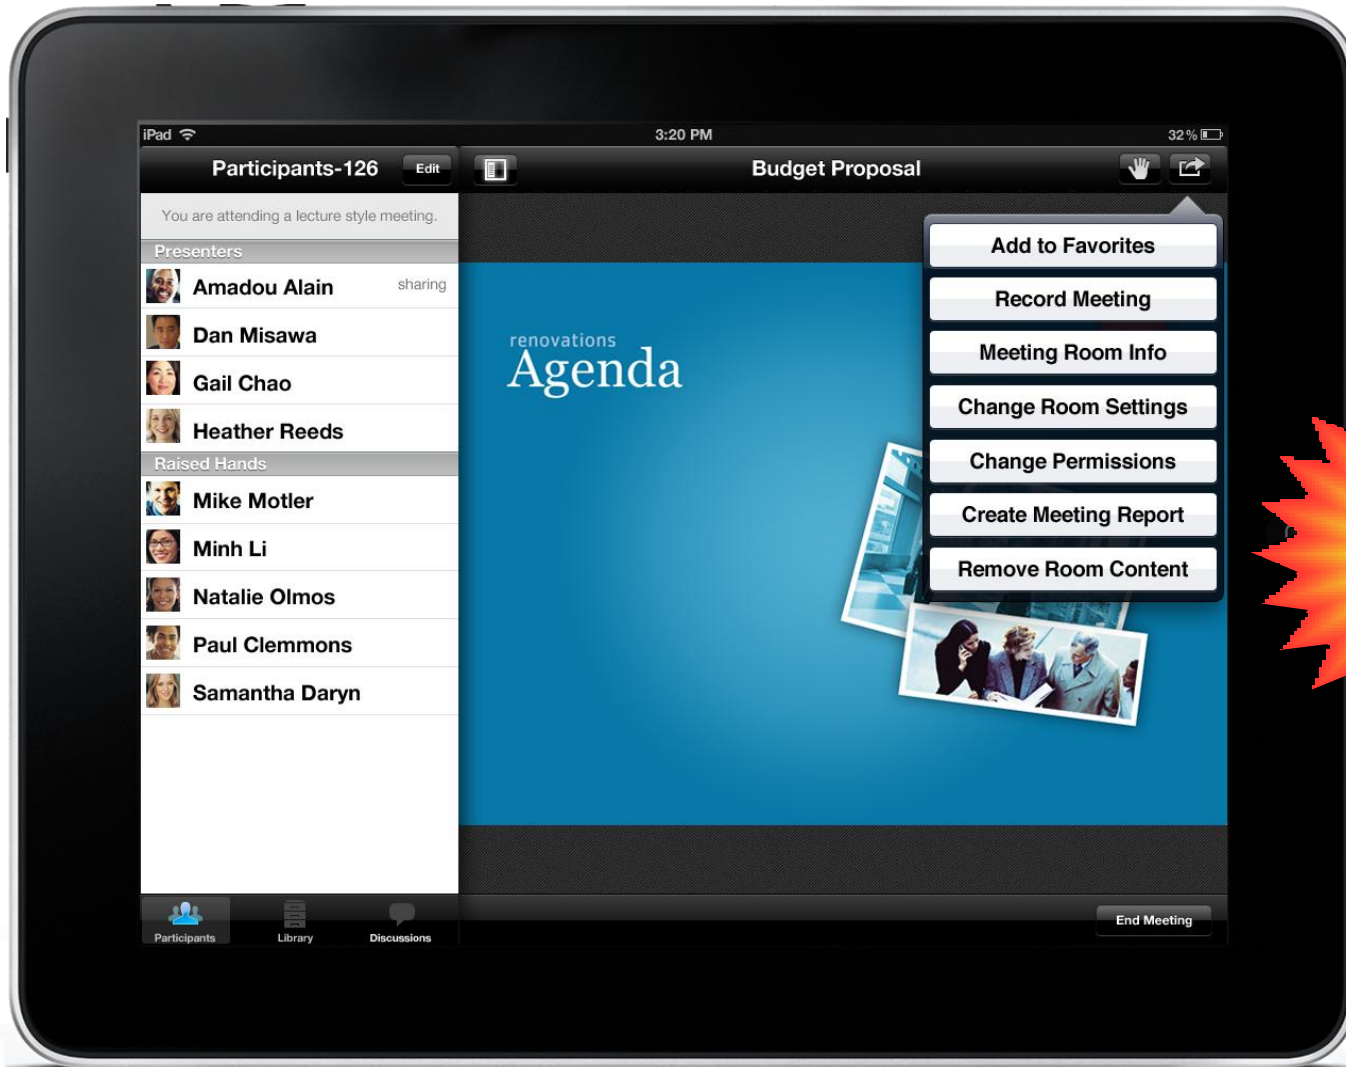 iPad
3:20 PM
32%
Participants-126
Edit
Budget Proposal
You are attending a lecture style meeting.
Presenters
Amadou Alain
sharing
Dan Misawa
Gail Chao
Heather Reeds
Raised Hands
Mike Motler
Minh Li
Natalie Olmos
Paul Clemmons
Samantha Daryn
Participants
Library
Discussions
renovations
Agenda
Add to Favorites
Record Meeting
Meeting Room Info
Change Room Settings
Change Permissions
Create Meeting Report
Remove Room Content
End Meeting